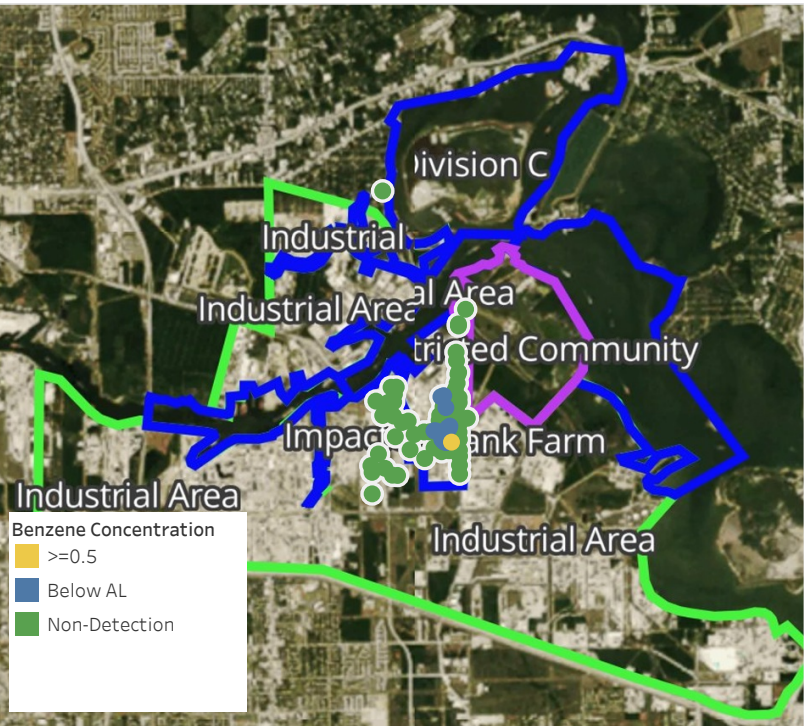 Division C
Industrial
al Area
Industrial Area
tricted Community
Impac
ank Farm
Industrial Area
Industrial Area
Benzene Concentration
>=0.5
Below AL
Non-Detection